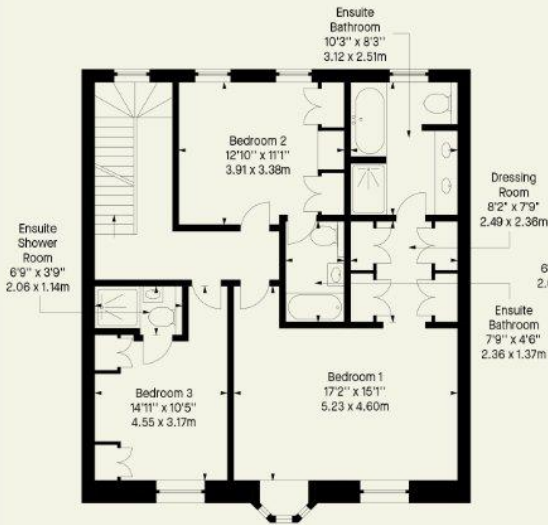 Ensuite
Bathroom
10'3" x 8'3"
3.12 x 2.51m
Bedroom 2
12'10" x 11'1"
3.91 x 3.38m
Dressing
Room
8'2" x 7'9"
2.49 x 2.36m
Ensuite
Shower
Room
6'9" x 3'9"
2.06 x 1.14m
Ensuite
Bathroom
7'9" x 4'6"
2.36 x 1.37m
Bedroom 1
17'2" x 15'1"
5.23 x 4.60m
Bedroom 3
14'11" x 10'5"
4.55 x 3.17m